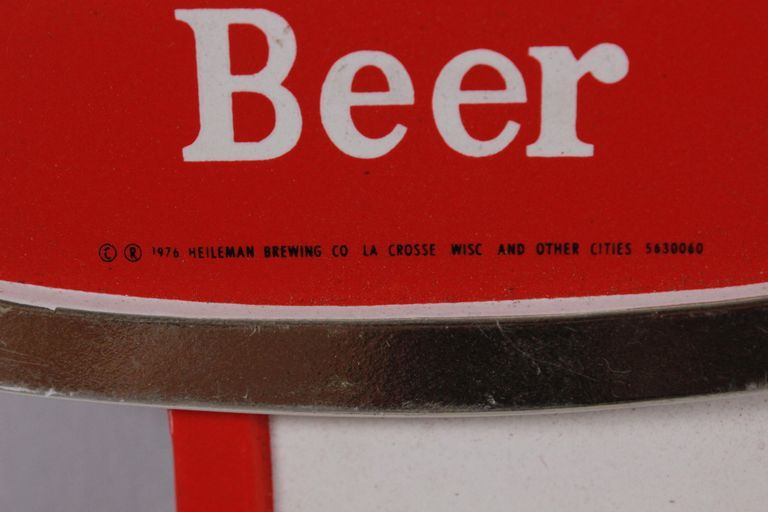 Beer
© ® 1976 HEILEMAN BREWING CO LA CROSSE WISC AND OTHER CITIES 5630060